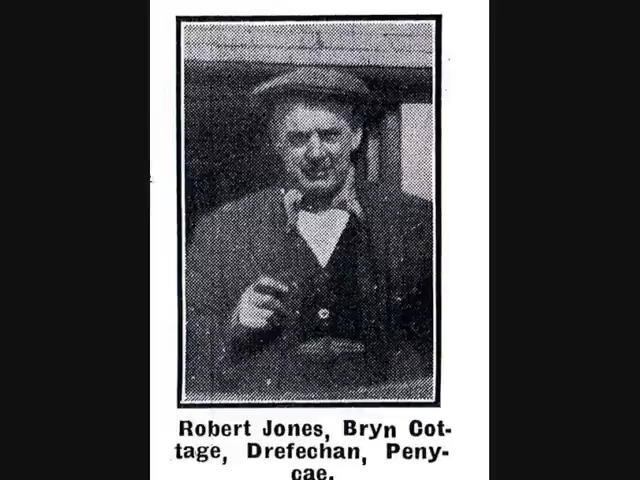 Robert Jones, Bryn Cot-
tage, Drefechan, Peny-
cae.